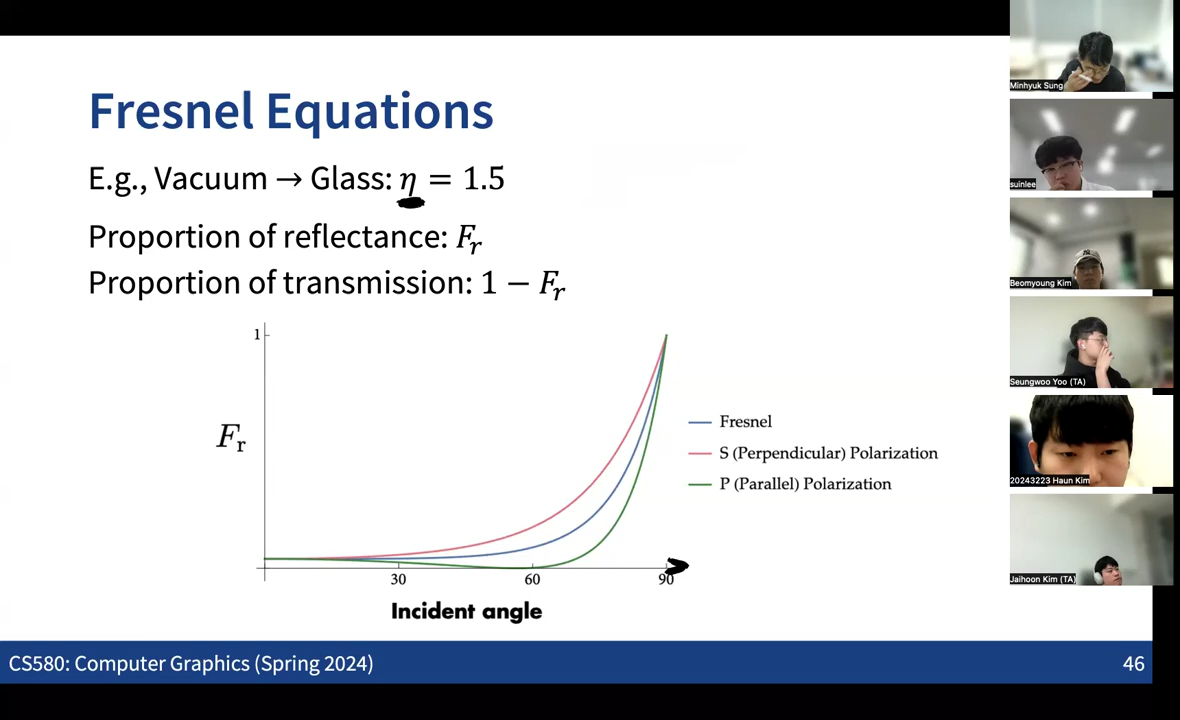 Fresnel Equations
E.g., Vacuum → Glass: η = 1.5
Proportion of reflectance: Fᵣ
Proportion of transmission: 1 − Fᵣ
1
Fᵣ
30
60
90
Incident angle
Fresnel
S (Perpendicular) Polarization
P (Parallel) Polarization
CS580: Computer Graphics (Spring 2024)
46
Minhyuk Sung
suinlee
Beomyoung Kim
Seungwoo Yoo (TA)
20243223 Haun Kim
Jaihoon Kim (TA)